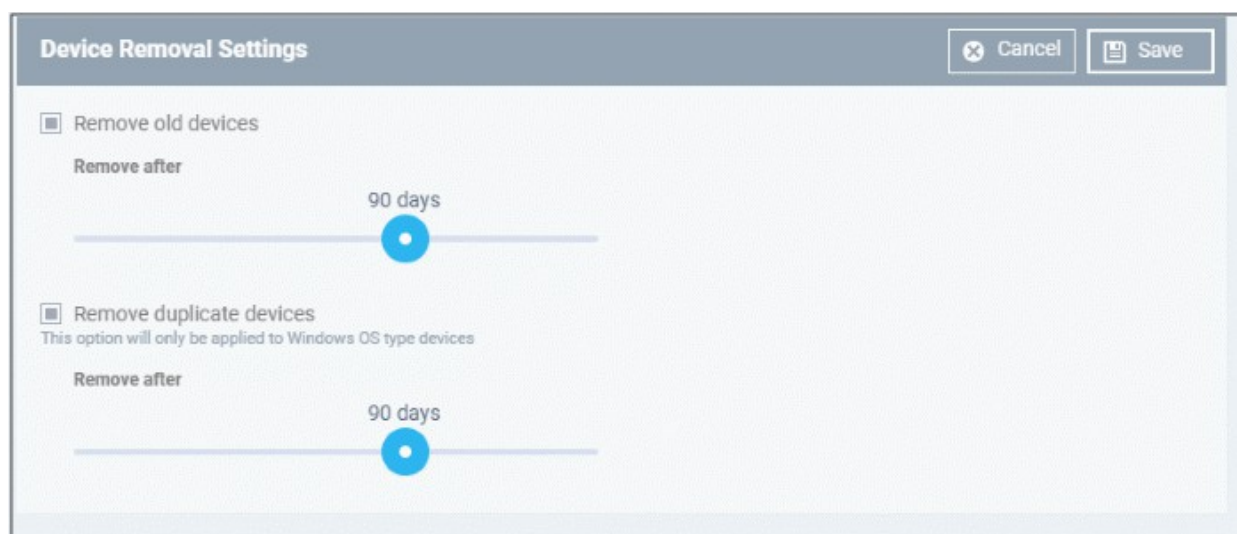 Device Removal Settings
Cancel
Save
Remove old devices
Remove after
90 days
Remove duplicate devices
This option will only be applied to Windows OS type devices
Remove after
90 days